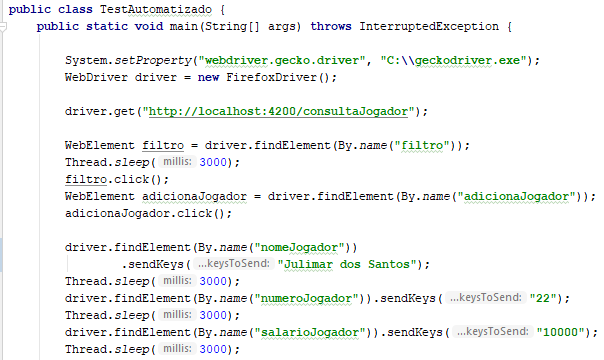 public class TestAutomatizado {
public static void main(String[] args) throws InterruptedException {
System.setProperty("webdriver.gecko.driver", "C:\\geckodriver.exe");
WebDriver driver = new FirefoxDriver();
driver.get("http://localhost:4200/consultaJogador");
WebElement filtro = driver.findElement(By.name("filtro"));
Thread.sleep( millis: 3000);
filtro.click();
WebElement adicionaJogador = driver.findElement(By.name("adicionaJogador"));
adicionaJogador.click();
driver.findElement(By.name("nomeJogador"))
.sendKeys( ...keysToSend: "Julimar dos Santos");
Thread.sleep( millis: 3000);
driver.findElement(By.name("numeroJogador")).sendKeys( ...keysToSend: "22");
Thread.sleep( millis: 3000);
driver.findElement(By.name("salarioJogador")).sendKeys( ...keysToSend: "10000");
Thread.sleep( millis: 3000);